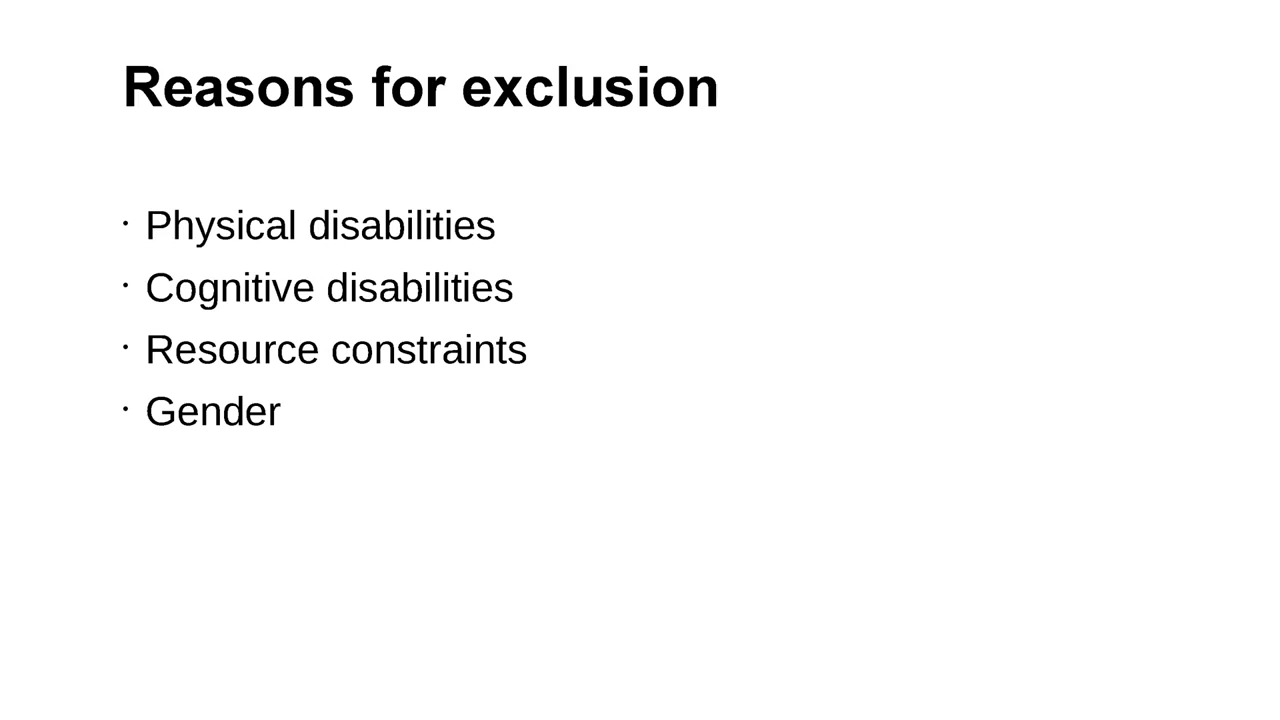 Reasons for exclusion
· Physical disabilities
· Cognitive disabilities
· Resource constraints
· Gender